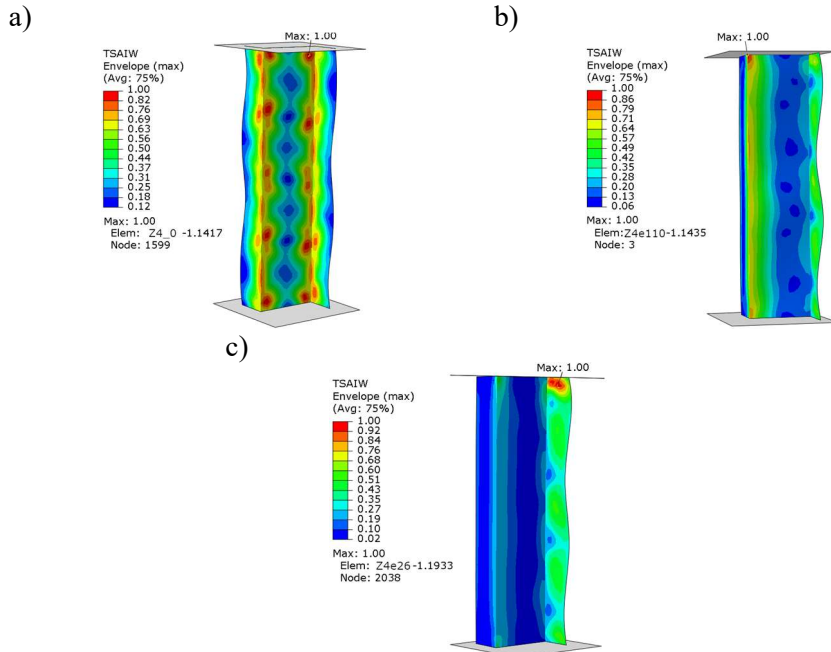 a)
Max: 1.00
TSAIW
Envelope (max)
(Avg: 75%)
1.00
0.82
0.76
0.69
0.63
0.56
0.50
0.44
0.37
0.31
0.25
0.18
0.12
Max: 1.00
Elem: Z4_0 -1.1417
Node: 1599
b)
Max: 1.00
TSAIW
Envelope (max)
(Avg: 75%)
1.00
0.86
0.79
0.71
0.64
0.57
0.49
0.42
0.35
0.28
0.20
0.13
0.06
Max: 1.00
Elem:Z4e110-1.1435
Node: 3
c)
Max: 1.00
TSAIW
Envelope (max)
(Avg: 75%)
1.00
0.92
0.84
0.76
0.68
0.60
0.51
0.43
0.35
0.27
0.19
0.10
0.02
Max: 1.00
Elem: Z4e26-1.1933
Node: 2038